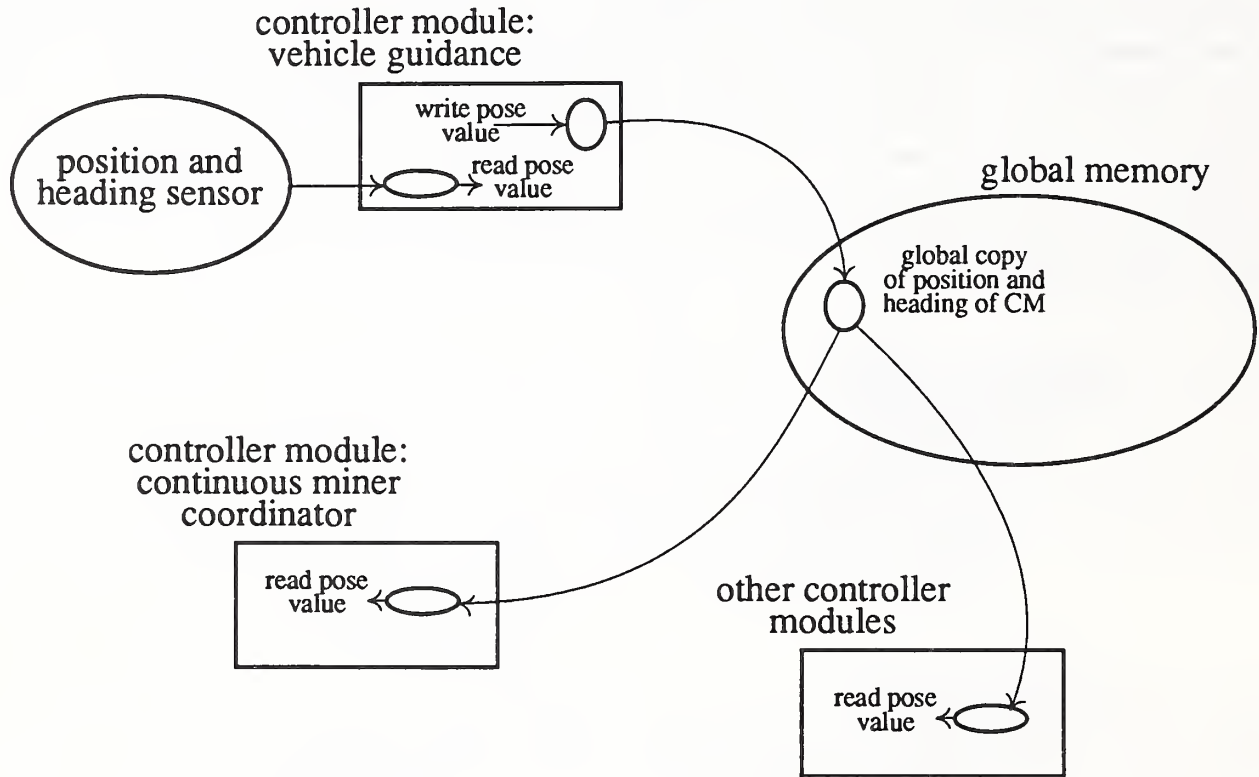 controller module:
vehicle guidance
write pose
value
read pose
value
position and
heading sensor
global memory
global copy
of position and
heading of CM
controller module:
continuous miner
coordinator
read pose
value
other controller
modules
read pose
value